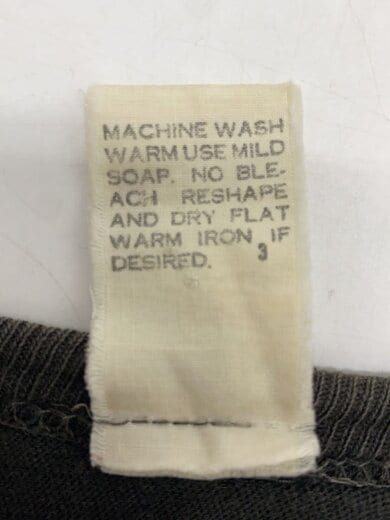 MACHINE WASH
WARM USE MILD
SOAP. NO BLE-
ACH RESHAPE
AND DRY FLAT
WARM IRON IF
DESIRED. 3